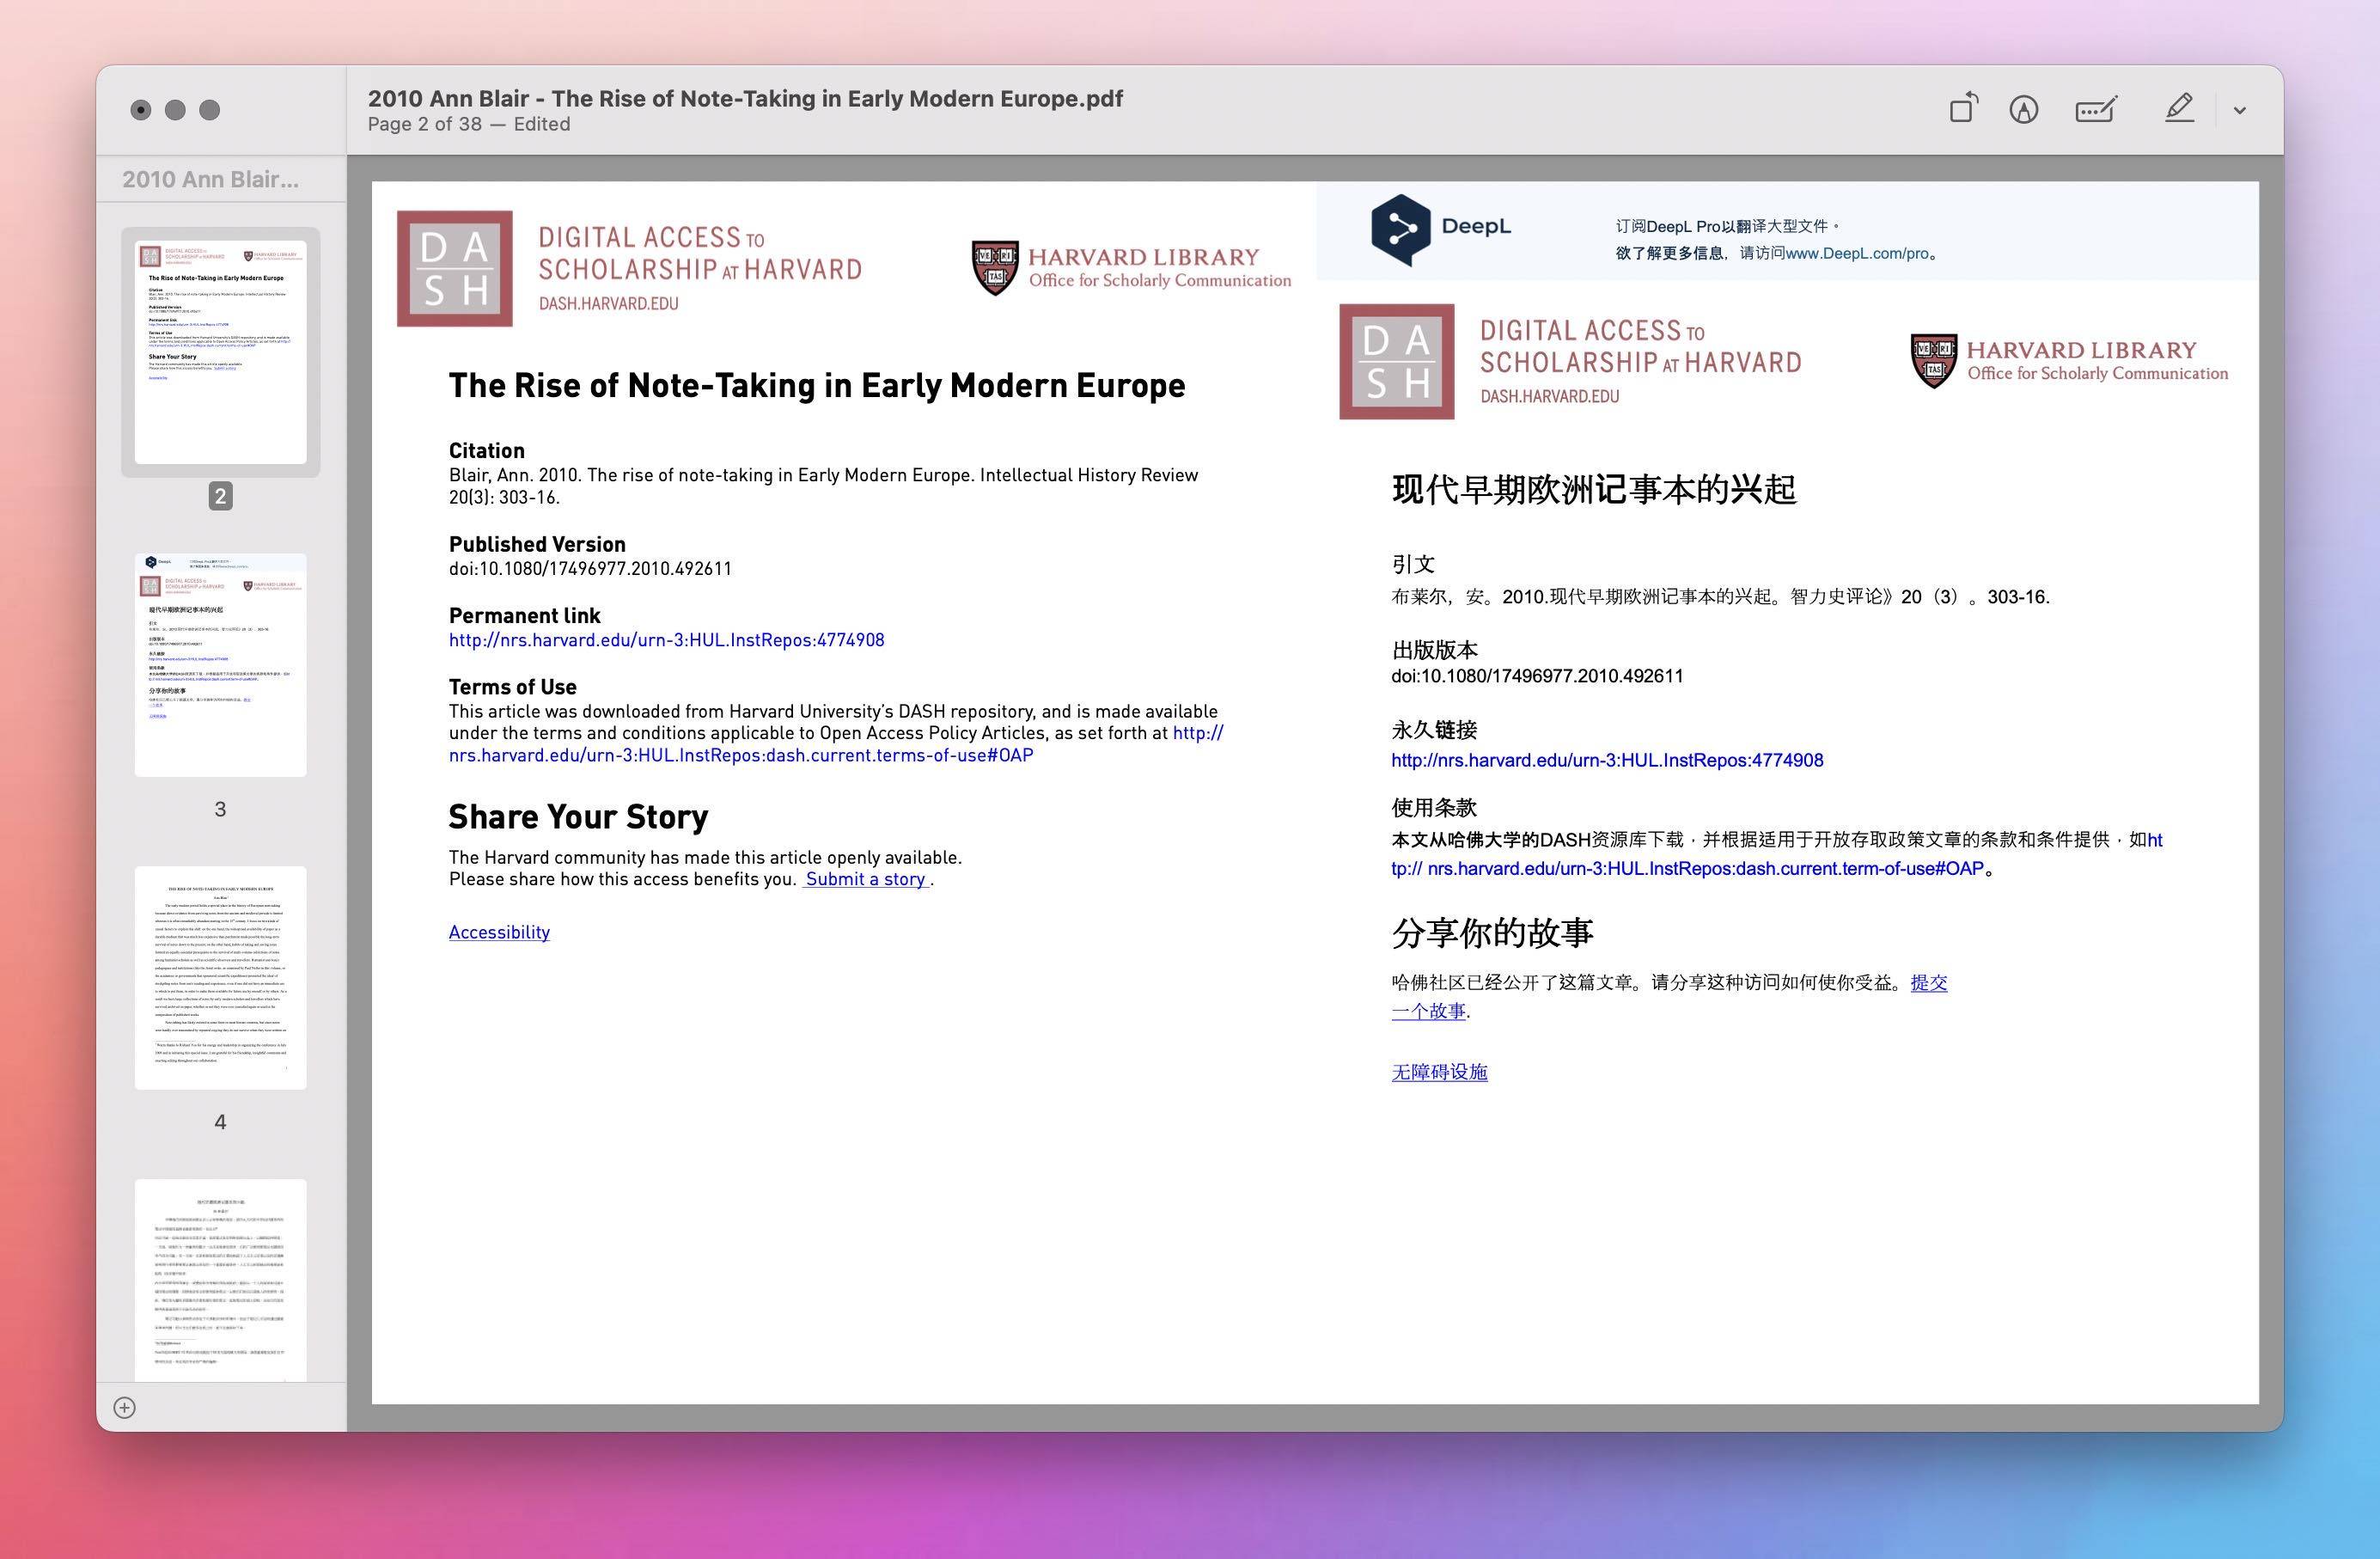 2010 Ann Blair - The Rise of Note-Taking in Early Modern Europe.pdf
Page 2 of 38 — Edited
2010 Ann Blair...
2
3
4
DASH
DIGITAL ACCESS TO
SCHOLARSHIP AT HARVARD
DASH.HARVARD.EDU
VE RI TAS
HARVARD LIBRARY
Office for Scholarly Communication
The Rise of Note-Taking in Early Modern Europe
Citation
Blair, Ann. 2010. The rise of note-taking in Early Modern Europe. Intellectual History Review
20(3): 303-16.
Published Version
doi:10.1080/17496977.2010.492611
Permanent link
http://nrs.harvard.edu/urn-3:HUL.InstRepos:4774908
Terms of Use
This article was downloaded from Harvard University’s DASH repository, and is made available
under the terms and conditions applicable to Open Access Policy Articles, as set forth at http://
nrs.harvard.edu/urn-3:HUL.InstRepos:dash.current.terms-of-use#OAP
Share Your Story
The Harvard community has made this article openly available.
Please share how this access benefits you. Submit a story .
Accessibility
DeepL
订阅DeepL Pro以翻译大型文件。
欲了解更多信息，请访问www.DeepL.com/pro。
DASH
DIGITAL ACCESS TO
SCHOLARSHIP AT HARVARD
DASH.HARVARD.EDU
VE RI TAS
HARVARD LIBRARY
Office for Scholarly Communication
现代早期欧洲记事本的兴起
引文
布莱尔，安。2010.现代早期欧洲记事本的兴起。智力史评论》20（3）。303-16.
出版版本
doi:10.1080/17496977.2010.492611
永久链接
http://nrs.harvard.edu/urn-3:HUL.InstRepos:4774908
使用条款
本文从哈佛大学的DASH资源库下载，并根据适用于开放存取政策文章的条款和条件提供，如ht
tp:// nrs.harvard.edu/urn-3:HUL.InstRepos:dash.current.term-of-use#OAP。
分享你的故事
哈佛社区已经公开了这篇文章。请分享这种访问如何使你受益。提交
一个故事.
无障碍设施